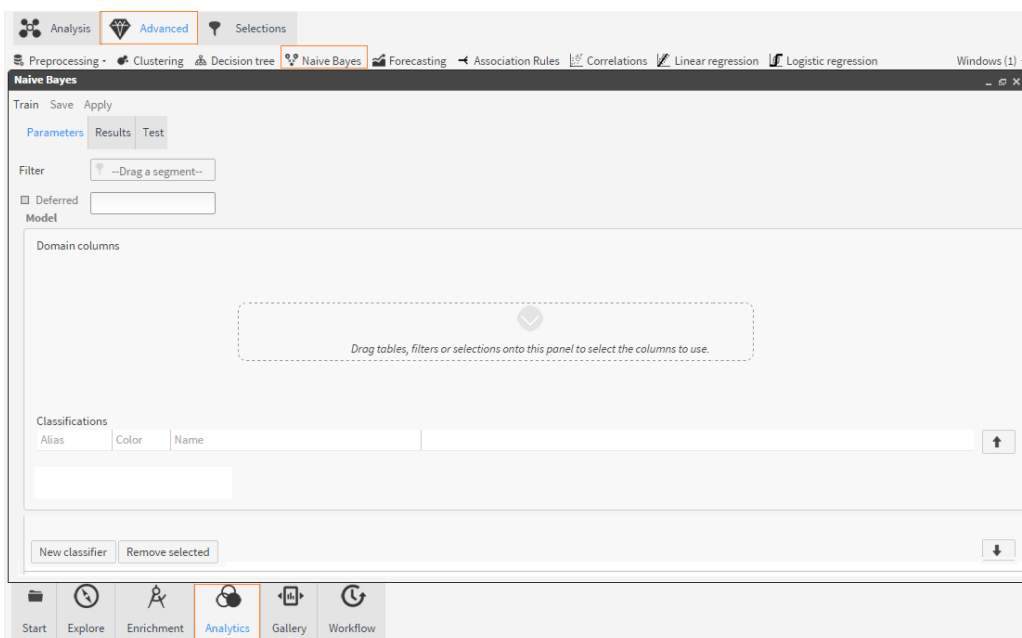 Analysis Advanced Selections
Preprocessing Clustering Decision tree Naive Bayes Forecasting Association Rules Correlations Linear regression Logistic regression Windows (1)
Naive Bayes
Train Save Apply
Parameters Results Test
Filter --Drag a segment--
Deferred
Model
Domain columns
Drag tables, filters or selections onto this panel to select the columns to use.
Classifications
Alias Color Name
New classifier Remove selected
Start Explore Enrichment Analytics Gallery Workflow